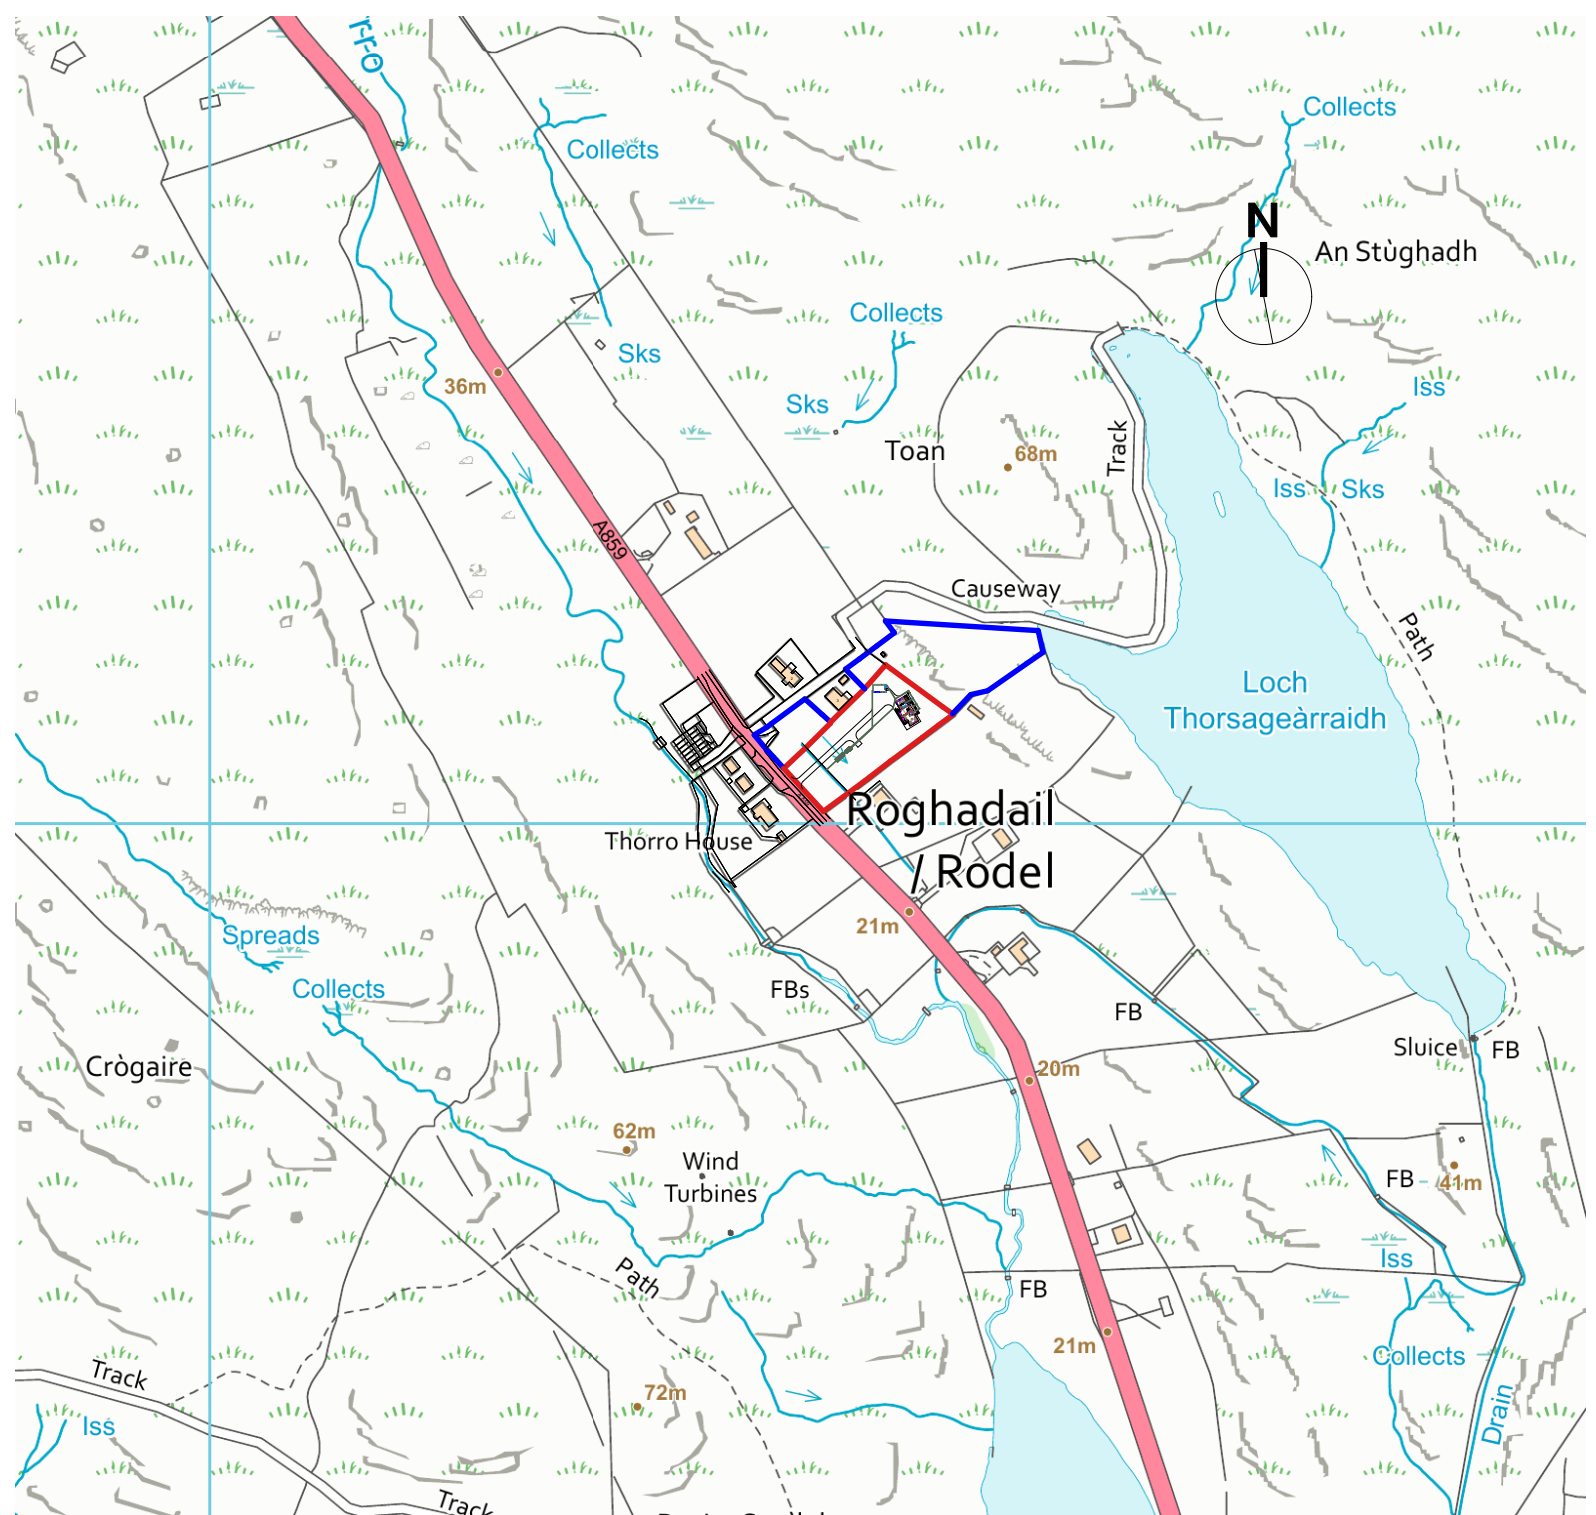 Collects
Collects
N
An Stùghadh
Collects
Sks
36m
Sks
Iss
Toan
68m
Track
Iss
Sks
A859
Causeway
Path
Loch
Thorsageàrraidh
Roghadail
/ Rodel
Thorro House
21m
Spreads
Collects
FBs
FB
Sluice
FB
Crògaire
20m
62m
Wind
Turbines
FB
41m
Iss
Path
FB
21m
Collects
Track
72m
Iss
Drain
Track